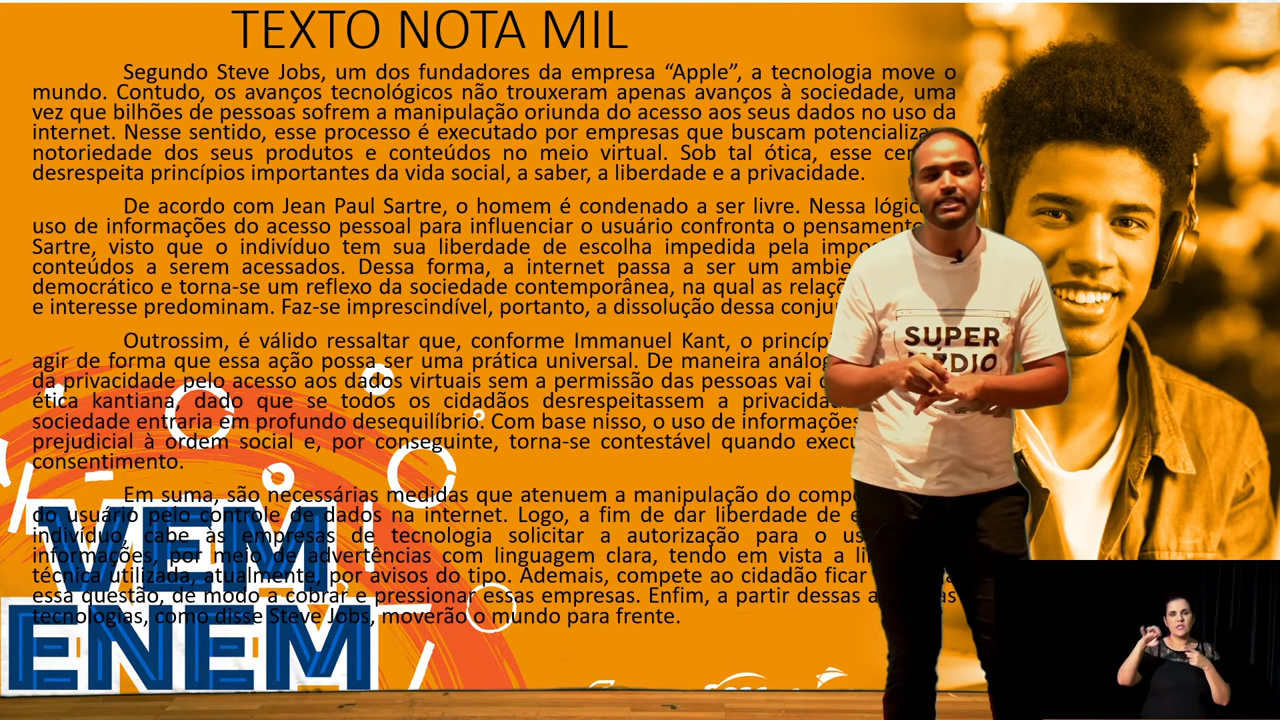 TEXTO NOTA MIL
Segundo Steve Jobs, um dos fundadores da empresa “Apple”, a tecnologia move o
mundo. Contudo, os avanços tecnológicos não trouxeram apenas avanços à sociedade, uma
vez que bilhões de pessoas sofrem a manipulação oriunda do acesso aos seus dados no uso da
internet. Nesse sentido, esse processo é executado por empresas que buscam
notoriedade dos seus produtos e conteúdos no meio virtual. Sob tal ótica, esse
desrespeita princípios importantes da vida social, a saber, a liberdade e a privacidade.
De acordo com Jean Paul Sartre, o homem é condenado a ser livre. Nessa
uso de informações do acesso pessoal para influenciar o usuário confronta o pensamento
Sartre, visto que o indivíduo tem sua liberdade de escolha impedida pela
conteúdos a serem acessados. Dessa forma, a internet passa a ser um
democrático e torna-se um reflexo da sociedade contemporânea, na qual as
e interesse predominam. Faz-se imprescindível, portanto, a dissolução dessa
Outrossim, é válido ressaltar que, conforme Immanuel Kant, o
agir de forma que essa ação possa ser uma prática universal. De maneira
da privacidade pelo acesso aos dados virtuais sem a permissão das pessoas vai
ética kantiana, dado que se todos os cidadãos desrespeitassem a
sociedade entraria em profundo desequilíbrio. Com base nisso, o uso de informações
prejudicial à ordem social e, por conseguinte, torna-se contestável quando
consentimento.
Em suma, são necessárias medidas que atenuem a manipulação do
do usuário pelo controle de dados na internet. Logo, a fim de dar liberdade de
indivíduo, cabe às empresas de tecnologia solicitar a autorização para o
informações, por meio de advertências com linguagem clara, tendo em vista a
técnica utilizada, atualmente, por avisos do tipo. Ademais, compete ao cidadão ficar
essa questão, de modo a cobrar e pressionar essas empresas. Enfim, a partir dessas
tecnologias, como disse Steve Jobs, moverão o mundo para frente.
VEM
ENEM
SUPER
MÉDIO